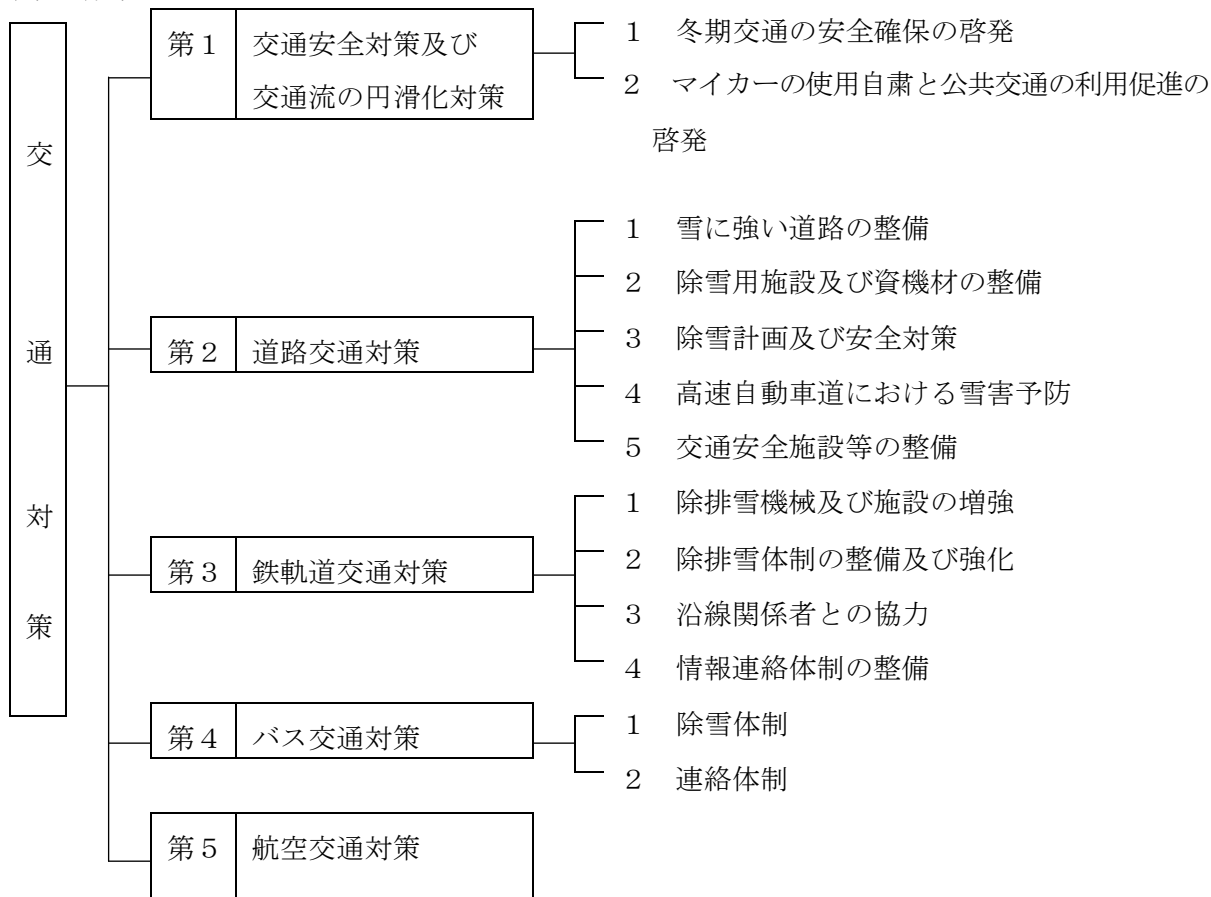 交通対策
第１ 交通安全対策及び
交通流の円滑化対策
１ 冬期交通の安全確保の啓発
２ マイカーの使用自粛と公共交通の利用促進の
啓発
第２ 道路交通対策
１ 雪に強い道路の整備
２ 除雪用施設及び資機材の整備
３ 除雪計画及び安全対策
４ 高速自動車道における雪害予防
５ 交通安全施設等の整備
第３ 鉄軌道交通対策
１ 除排雪機械及び施設の増強
２ 除排雪体制の整備及び強化
３ 沿線関係者との協力
４ 情報連絡体制の整備
第４ バス交通対策
１ 除雪体制
２ 連絡体制
第５ 航空交通対策